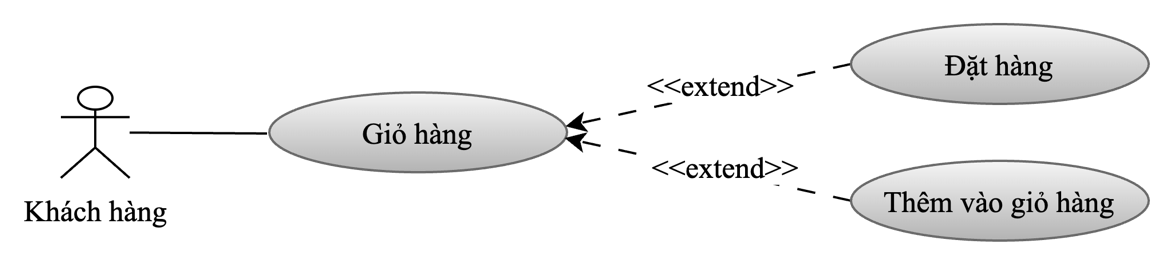 Đặt hàng
<<extend>>
Giỏ hàng
<<extend>>
Thêm vào giỏ hàng
Khách hàng